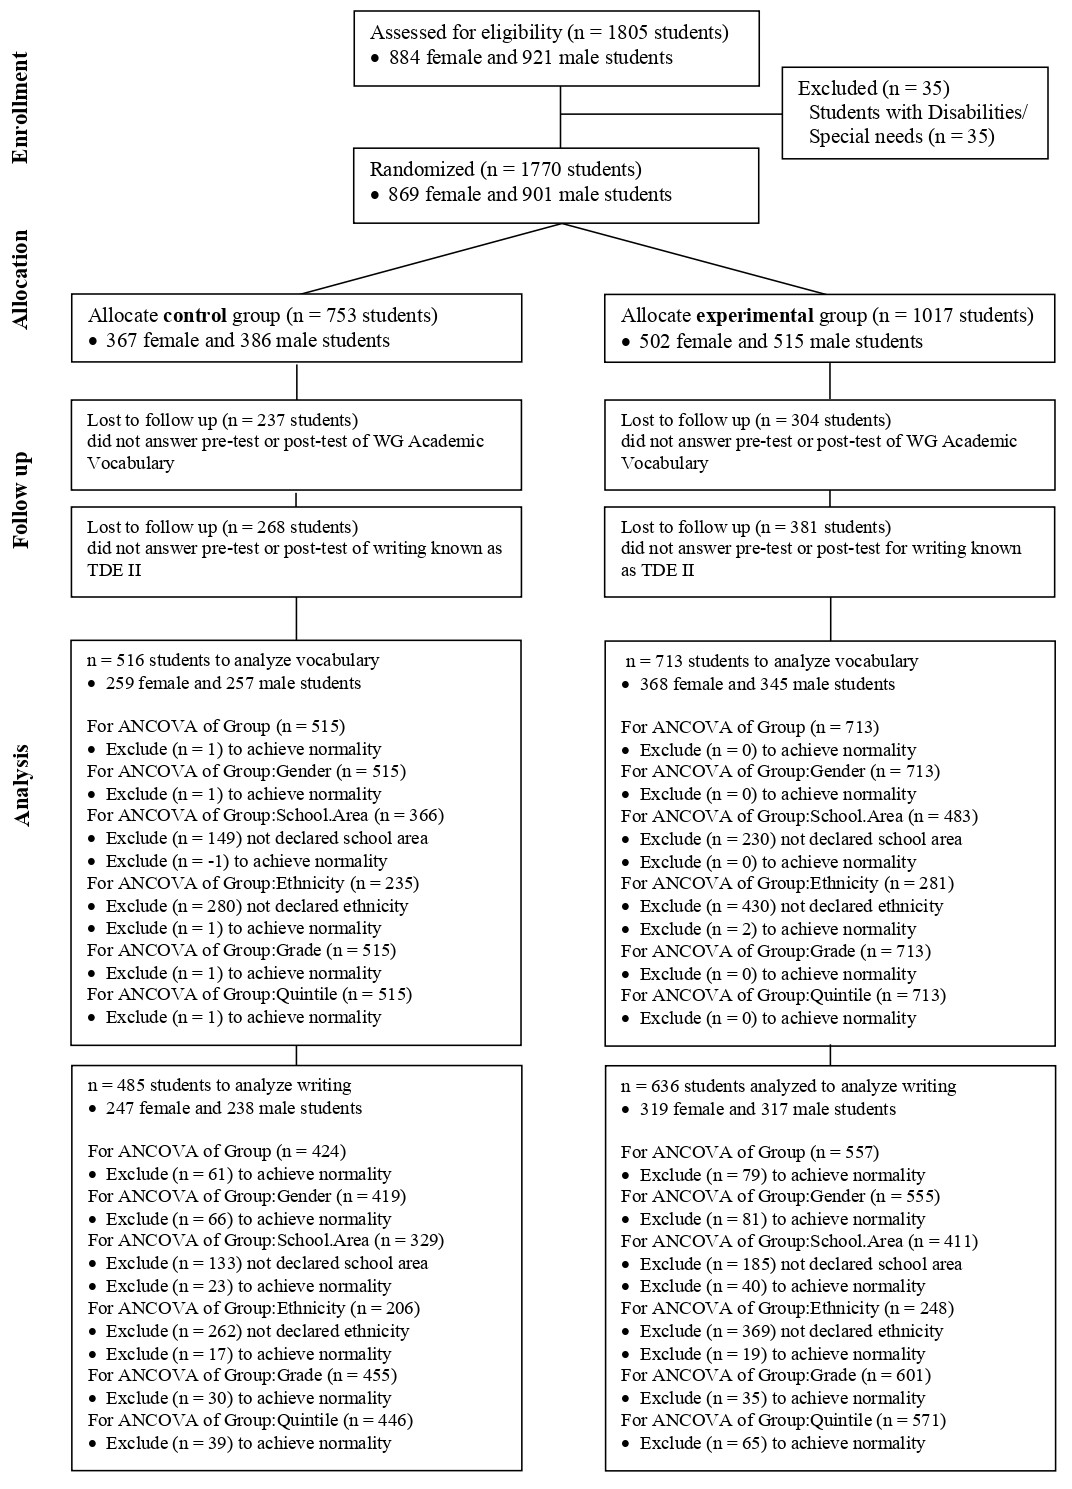 Enrollment
Assessed for eligibility (n = 1805 students)
• 884 female and 921 male students
Excluded (n = 35)
Students with Disabilities/
Special needs (n = 35)
Randomized (n = 1770 students)
• 869 female and 901 male students
Allocation
Allocate control group (n = 753 students)
• 367 female and 386 male students
Allocate experimental group (n = 1017 students)
• 502 female and 515 male students
Follow up
Lost to follow up (n = 237 students)
did not answer pre-test or post-test of WG Academic
Vocabulary
Lost to follow up (n = 304 students)
did not answer pre-test or post-test of WG Academic
Vocabulary
Lost to follow up (n = 268 students)
did not answer pre-test or post-test of writing known as
TDE II
Lost to follow up (n = 381 students)
did not answer pre-test or post-test for writing known
as TDE II
Analysis
n = 516 students to analyze vocabulary
• 259 female and 257 male students
For ANCOVA of Group (n = 515)
• Exclude (n = 1) to achieve normality
For ANCOVA of Group:Gender (n = 515)
• Exclude (n = 1) to achieve normality
For ANCOVA of Group:School.Area (n = 366)
• Exclude (n = 149) not declared school area
• Exclude (n = -1) to achieve normality
For ANCOVA of Group:Ethnicity (n = 235)
• Exclude (n = 280) not declared ethnicity
• Exclude (n = 1) to achieve normality
For ANCOVA of Group:Grade (n = 515)
• Exclude (n = 1) to achieve normality
For ANCOVA of Group:Quintile (n = 515)
• Exclude (n = 1) to achieve normality
n = 713 students to analyze vocabulary
• 368 female and 345 male students
For ANCOVA of Group (n = 713)
• Exclude (n = 0) to achieve normality
For ANCOVA of Group:Gender (n = 713)
• Exclude (n = 0) to achieve normality
For ANCOVA of Group:School.Area (n = 483)
• Exclude (n = 230) not declared school area
• Exclude (n = 0) to achieve normality
For ANCOVA of Group:Ethnicity (n = 281)
• Exclude (n = 430) not declared ethnicity
• Exclude (n = 2) to achieve normality
For ANCOVA of Group:Grade (n = 713)
• Exclude (n = 0) to achieve normality
For ANCOVA of Group:Quintile (n = 713)
• Exclude (n = 0) to achieve normality
n = 485 students to analyze writing
• 247 female and 238 male students
For ANCOVA of Group (n = 424)
• Exclude (n = 61) to achieve normality
For ANCOVA of Group:Gender (n = 419)
• Exclude (n = 66) to achieve normality
For ANCOVA of Group:School.Area (n = 329)
• Exclude (n = 133) not declared school area
• Exclude (n = 23) to achieve normality
For ANCOVA of Group:Ethnicity (n = 206)
• Exclude (n = 262) not declared ethnicity
• Exclude (n = 17) to achieve normality
For ANCOVA of Group:Grade (n = 455)
• Exclude (n = 30) to achieve normality
For ANCOVA of Group:Quintile (n = 446)
• Exclude (n = 39) to achieve normality
n = 636 students analyzed to analyze writing
• 319 female and 317 male students
For ANCOVA of Group (n = 557)
• Exclude (n = 79) to achieve normality
For ANCOVA of Group:Gender (n = 555)
• Exclude (n = 81) to achieve normality
For ANCOVA of Group:School.Area (n = 411)
• Exclude (n = 185) not declared school area
• Exclude (n = 40) to achieve normality
For ANCOVA of Group:Ethnicity (n = 248)
• Exclude (n = 369) not declared ethnicity
• Exclude (n = 19) to achieve normality
For ANCOVA of Group:Grade (n = 601)
• Exclude (n = 35) to achieve normality
For ANCOVA of Group:Quintile (n = 571)
• Exclude (n = 65) to achieve normality